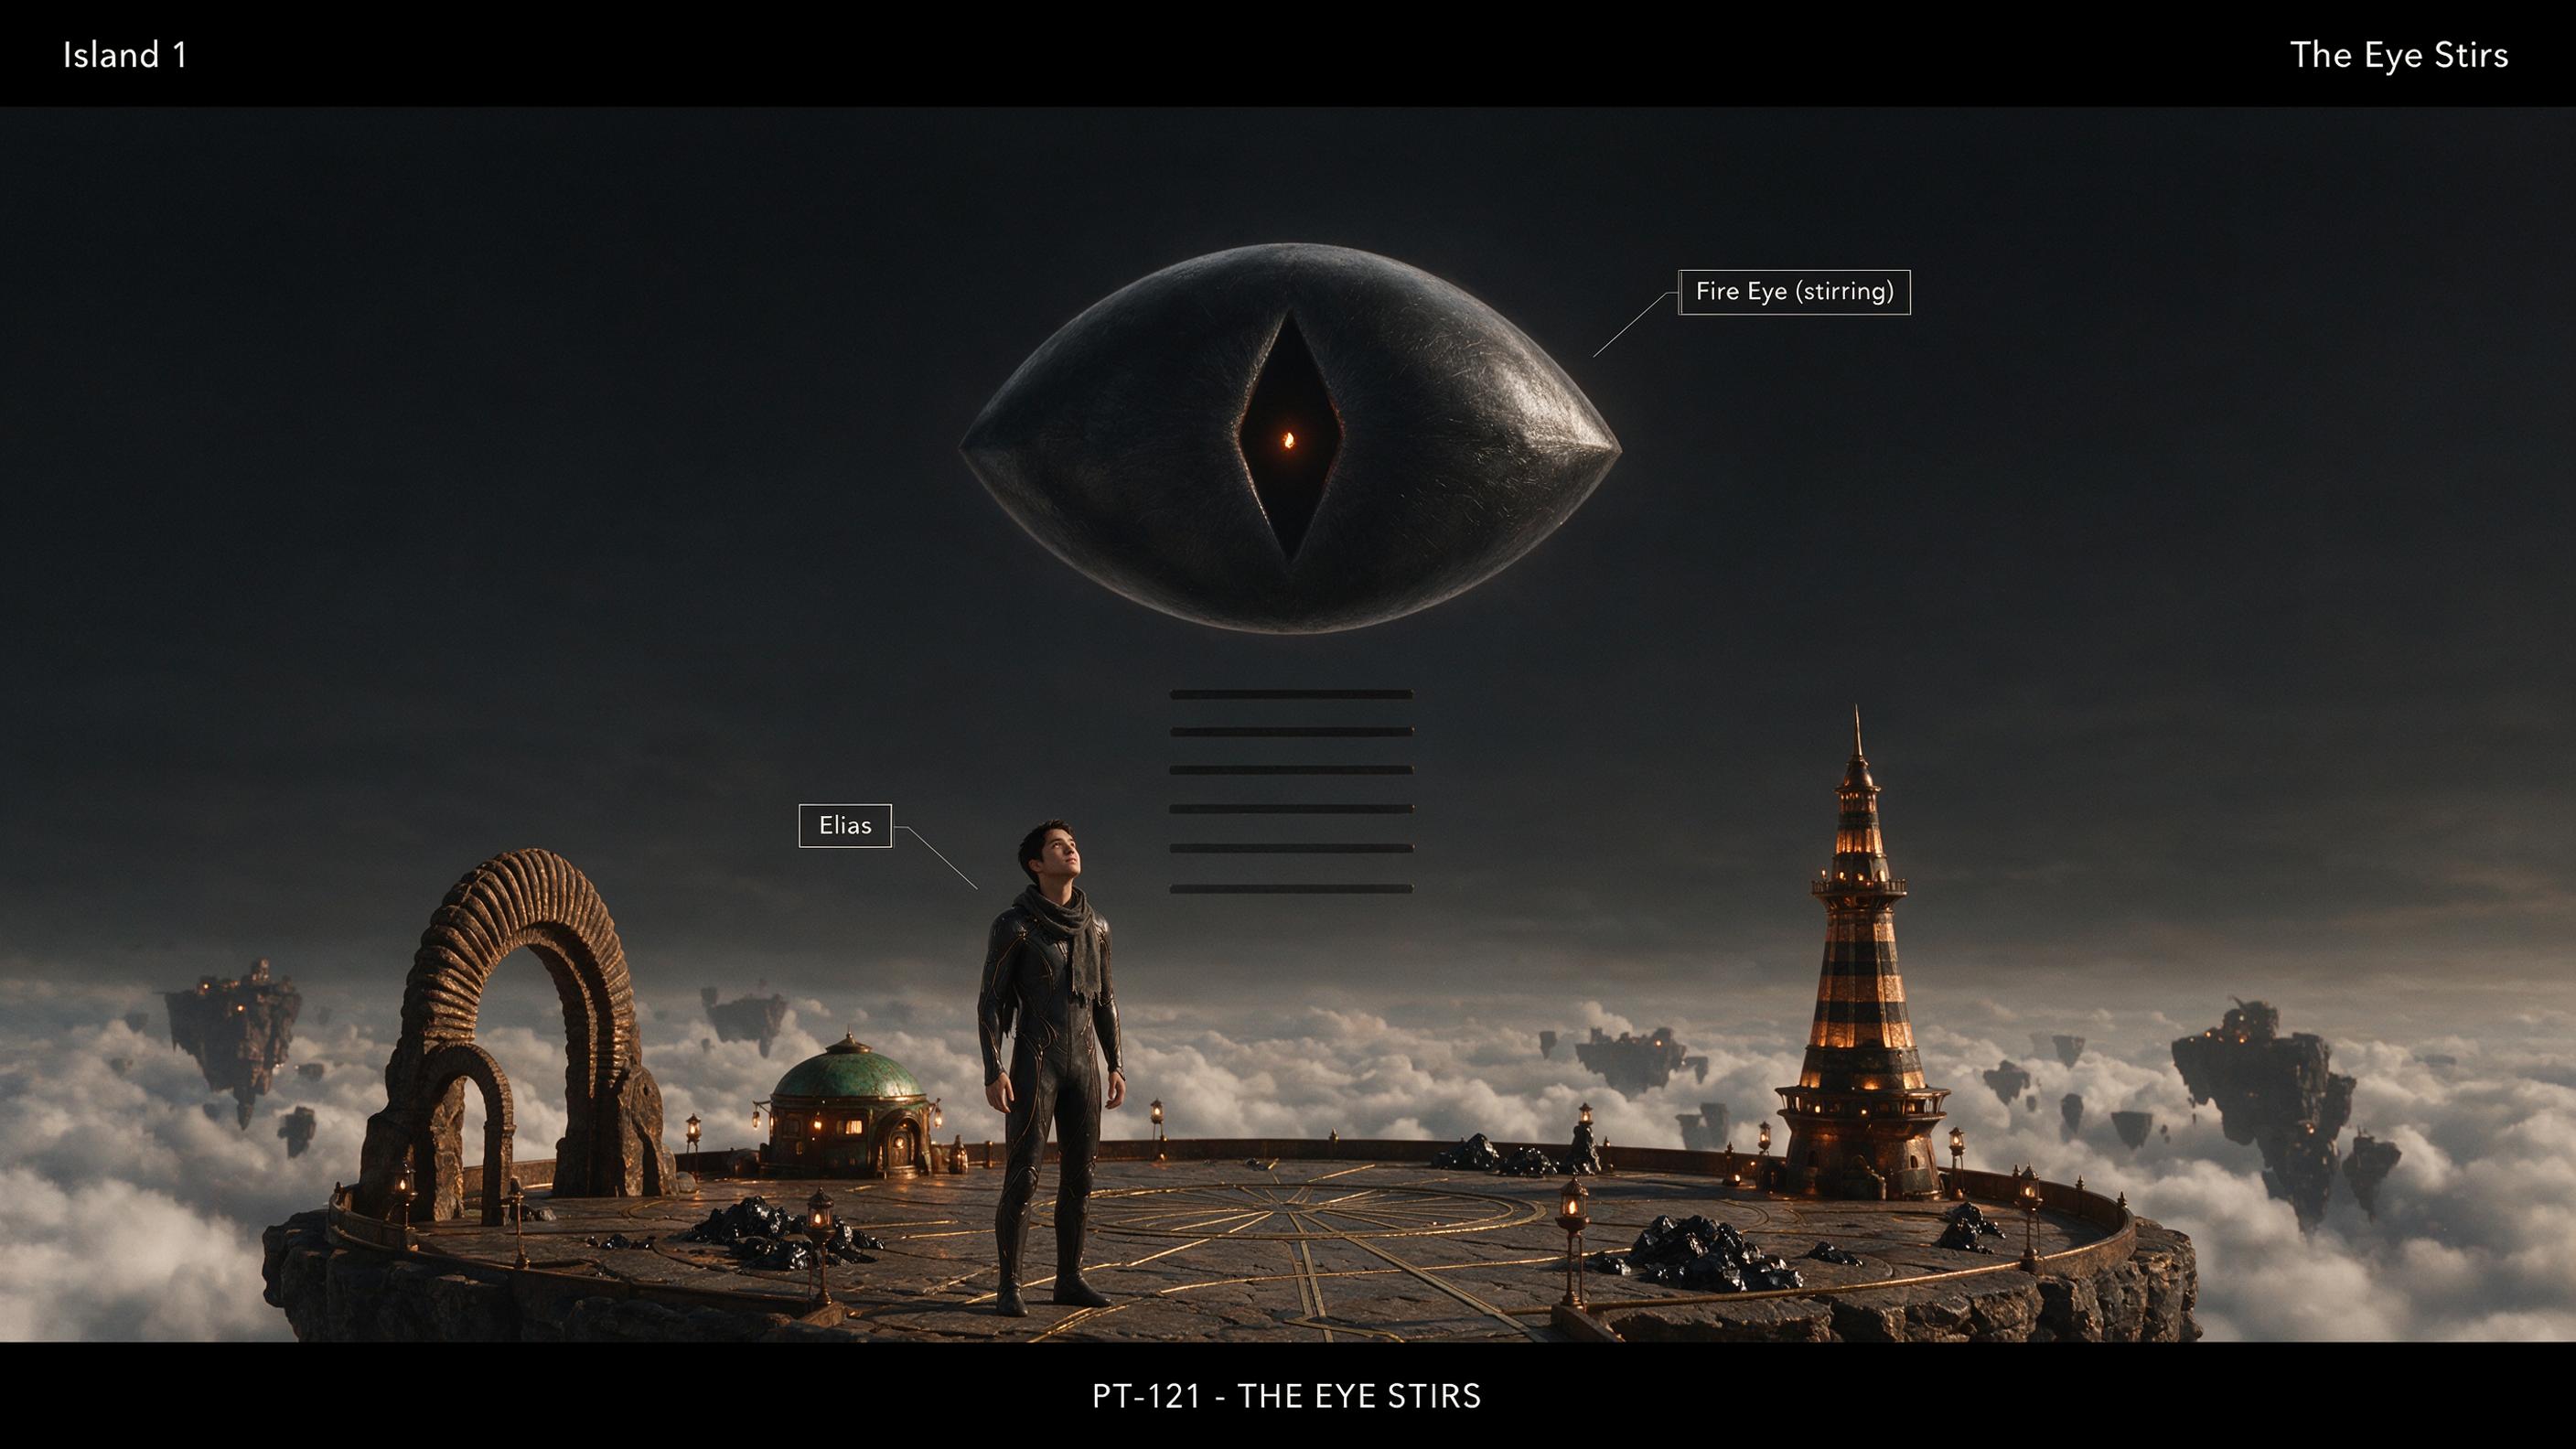 Island 1
The Eye Stirs
Fire Eye (stirring)
Elias
PT-121 - THE EYE STIRS